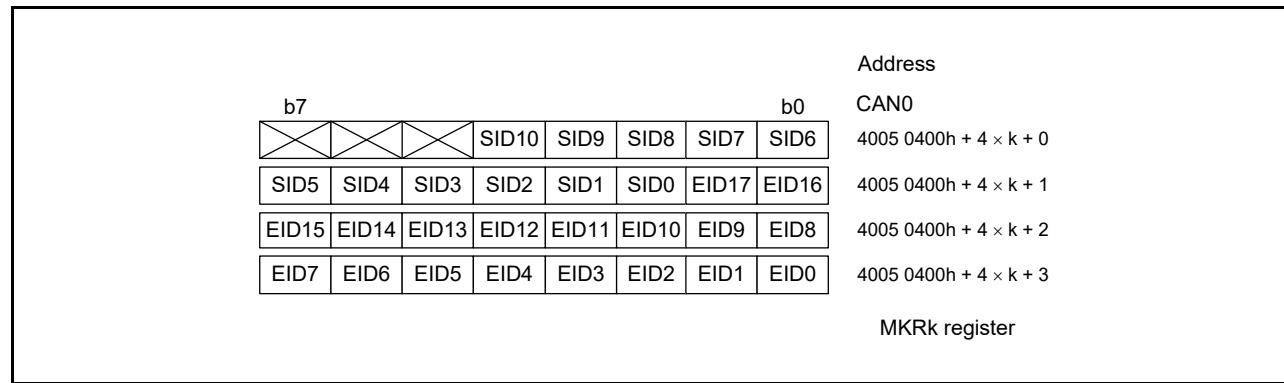 Address
b7 b0 CAN0
SID10 SID9 SID8 SID7 SID6 4005 0400h + 4 × k + 0
SID5 SID4 SID3 SID2 SID1 SID0 EID17 EID16 4005 0400h + 4 × k + 1
EID15 EID14 EID13 EID12 EID11 EID10 EID9 EID8 4005 0400h + 4 × k + 2
EID7 EID6 EID5 EID4 EID3 EID2 EID1 EID0 4005 0400h + 4 × k + 3
MKRk register